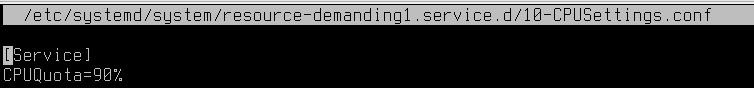 /etc/systemd/system/resource-demanding1.service.d/10-CPUSettings.conf
[Service]
CPUQuota=90%